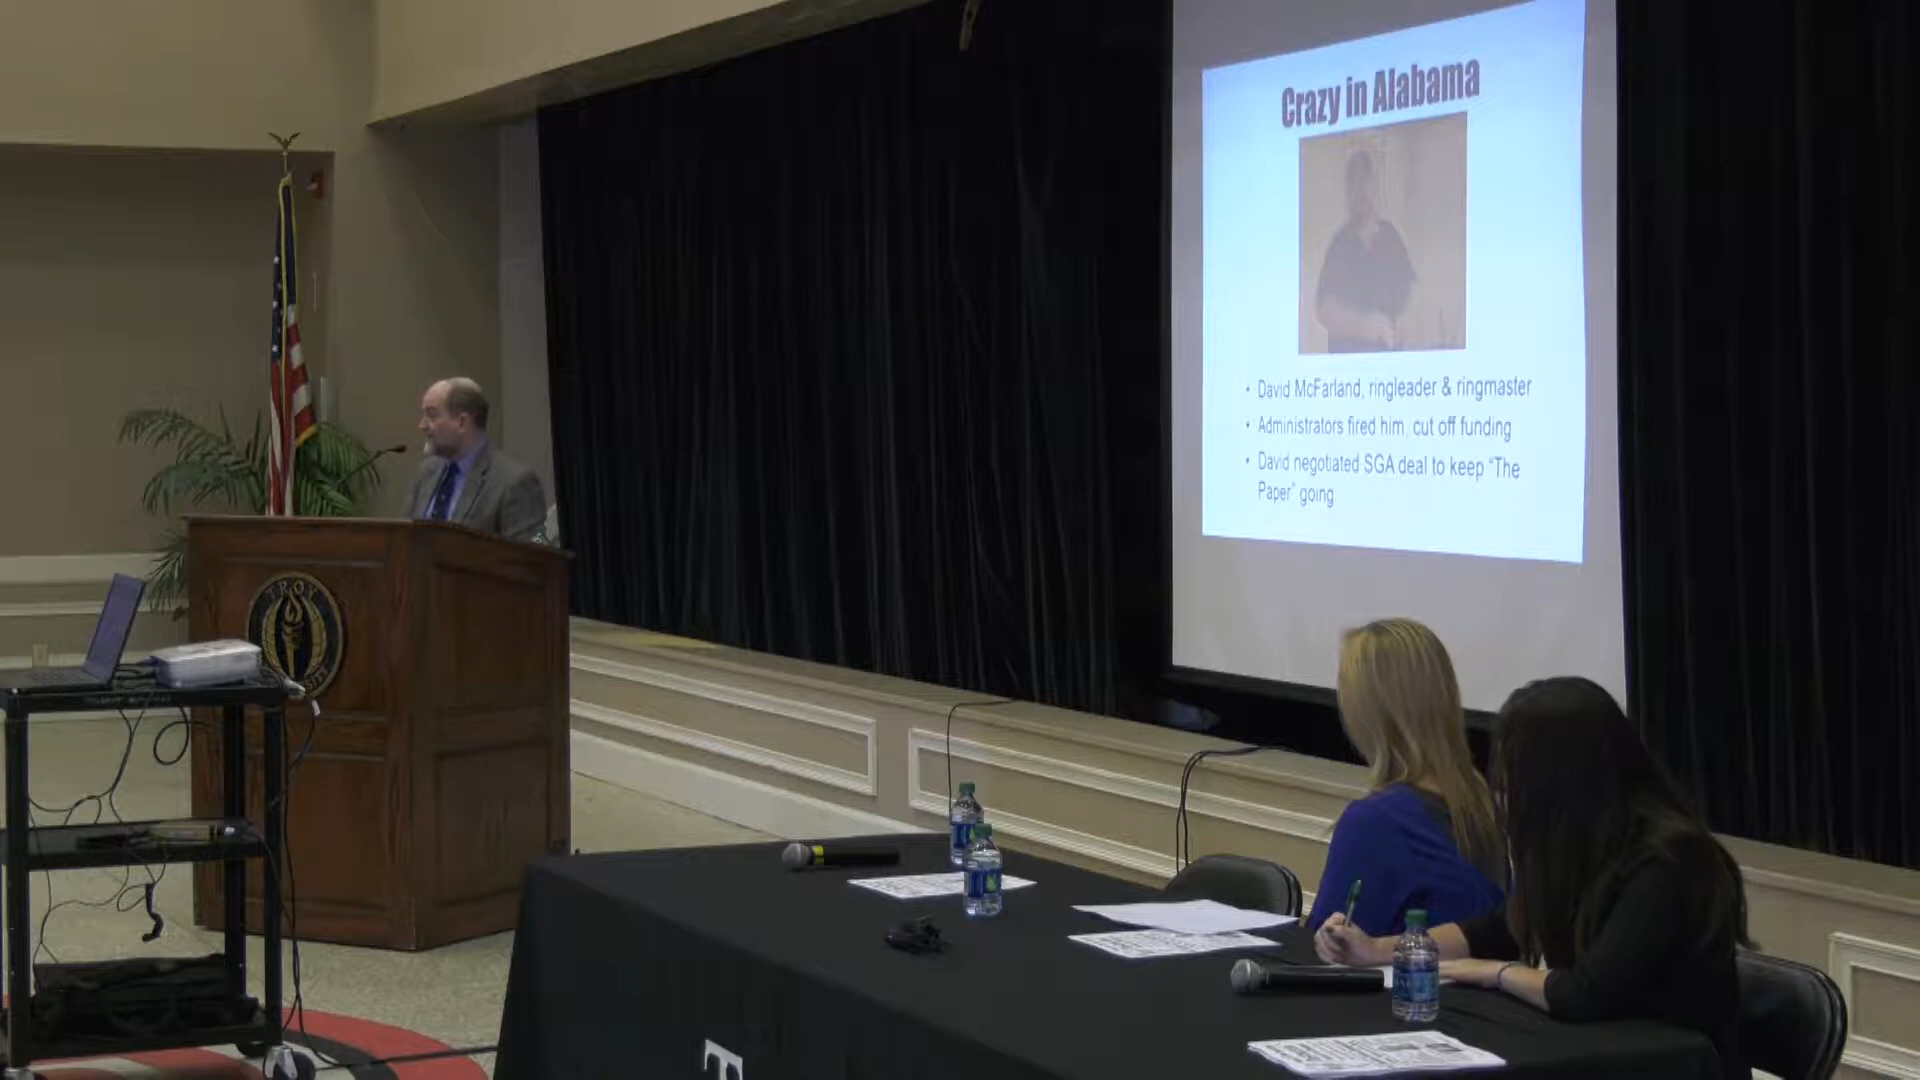 Crazy in Alabama
• David McFarland, ringleader & ringmaster
• Administrators fired him, cut off funding
• David negotiated SGA deal to keep “The
Paper” going
TROY
T